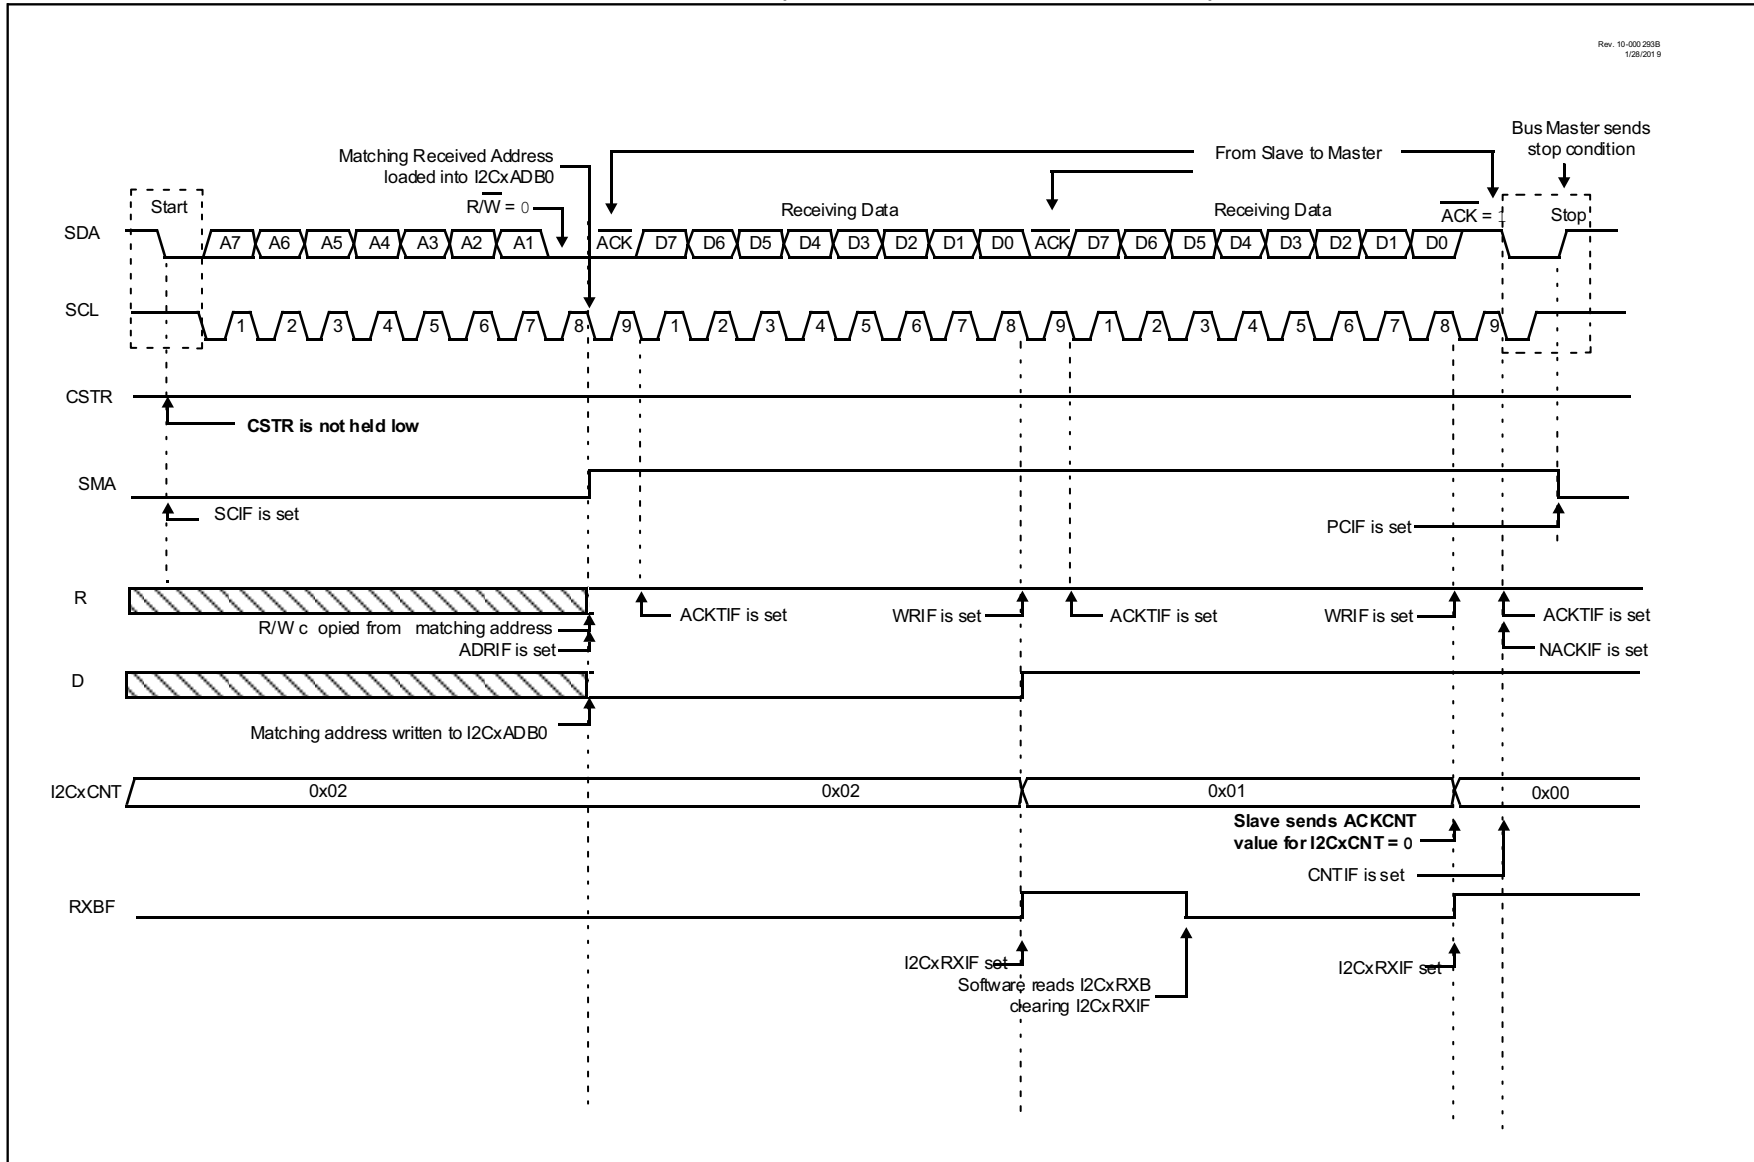 Rev. 10-000 293B
1/28/201 9
Bus Master sends
stop condition
Matching Received Address
loaded into I2CxADB0
From Slave to Master
Start
R/W = 0
Receiving Data
Receiving Data
ACK =
Stop
SDA
A7 A6 A5 A4 A3 A2 A1 ACK D7 D6 D5 D4 D3 D2 D1 D0 ACK D7 D6 D5 D4 D3 D2 D1 D0
SCL
1 2 3 4 5 6 7 8 9 1 2 3 4 5 6 7 8 9 1 2 3 4 5 6 7 8 9
CSTR
CSTR is not held low
SMA
SCIF is set
PCIF is set
R
ACKTIF is set
WRIF is set
ACKTIF is set
WRIF is set
ACKTIF is set
R/W c opied from matching address
ADRIF is set
NACKIF is set
D
Matching address written to I2CxADB0
I2CxCNT
0x02
0x02
0x01
0x00
Slave sends ACKCNT
value for I2CxCNT = 0
CNTIF is set
RXBF
I2CxRXIF set
I2CxRXIF set
Software reads I2CxRXB
clearing I2CxRXIF